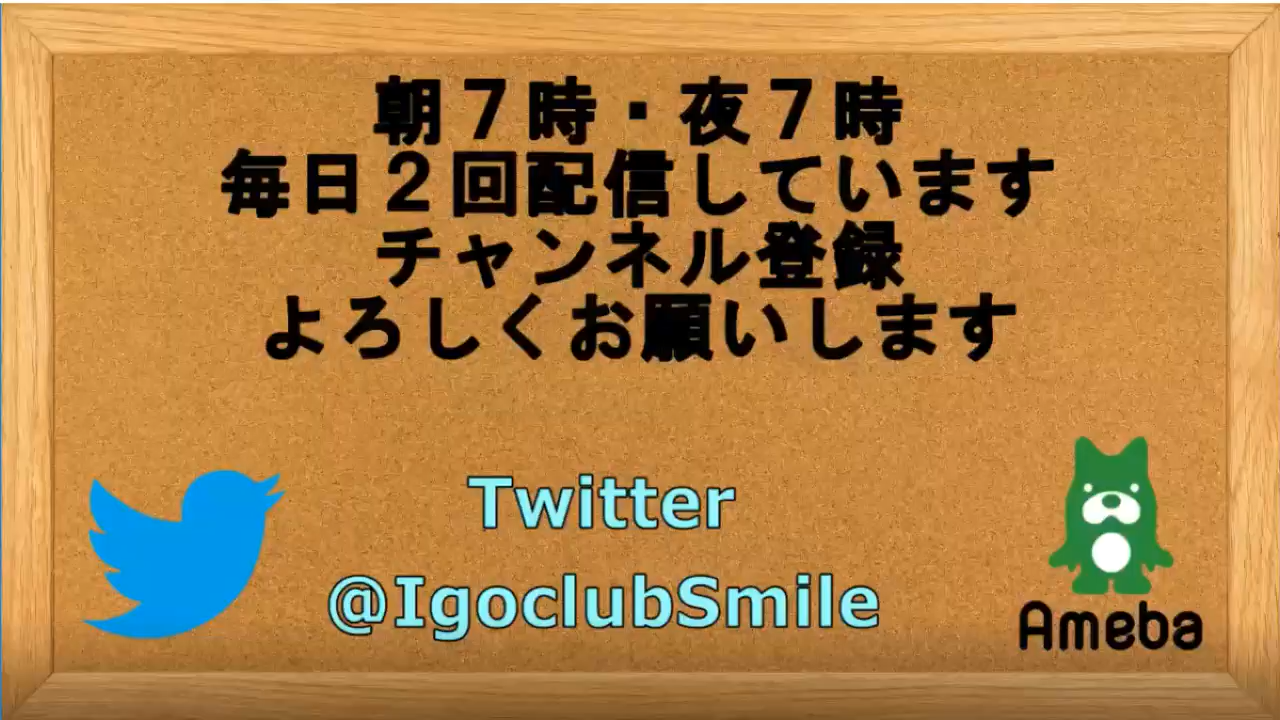 朝７時・夜７時
毎日２回配信しています
チャンネル登録
よろしくお願いします
Twitter
@IgoclubSmile
Ameba